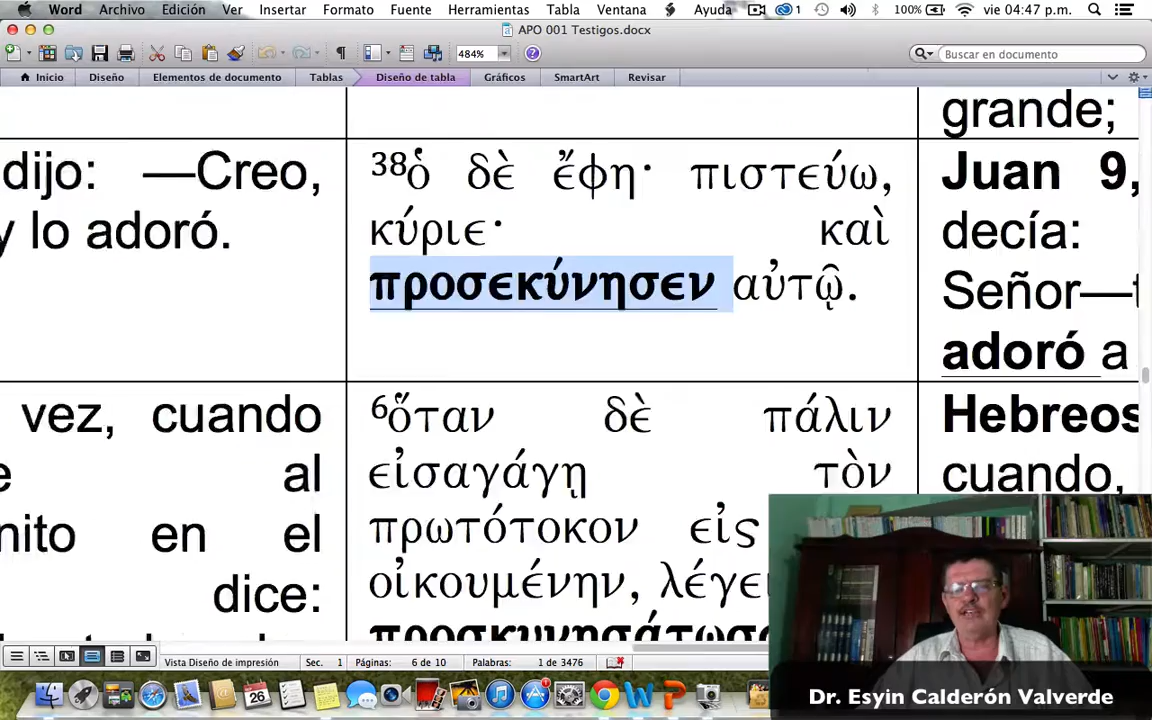 Word Archivo Edición Ver Insertar Formato Fuente Herramientas Tabla Ventana Ayuda 1 100% vie 04:47 p.m.
APO 001 Testigos.docx
484% Buscar en documento
Inicio Diseño Elementos de documento Tablas Diseño de tabla Gráficos SmartArt Revisar
grande;
dijo: —Creo,
y lo adoró.
³⁸ὁ δὲ ἔφη· πιστεύω,
κύριε· καὶ
προσεκύνησεν αὐτῷ.
Juan 9,
decía:
Señor—
adoró a
vez, cuando
al
en el
dice:
⁶ὅταν δὲ πάλιν
εἰσαγάγῃ τὸν
πρωτότοκον εἰς
οἰκουμένην,
Hebreos
cuando,
Vista Diseño de impresión Sec. 1 Páginas: 6 de 10 Palabras: 1 de 3476
26
Dr. Esyin Calderón Valverde